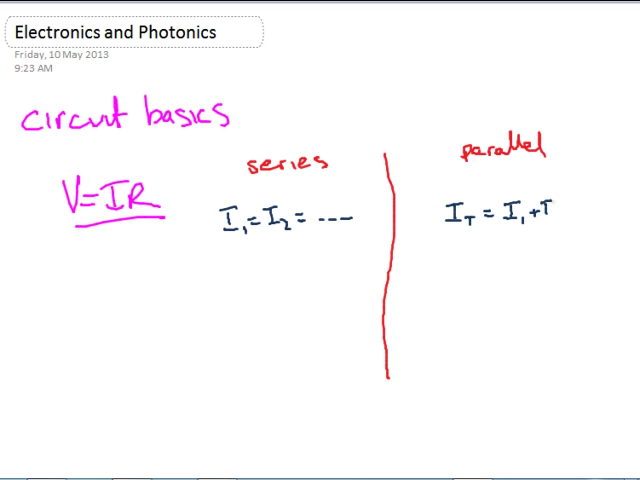 Electronics and Photonics
Friday, 10 May 2013
9:23 AM
circuit basics
series
parallel
V=IR
I₁ = I₂ = ---
I_T = I₁ + T